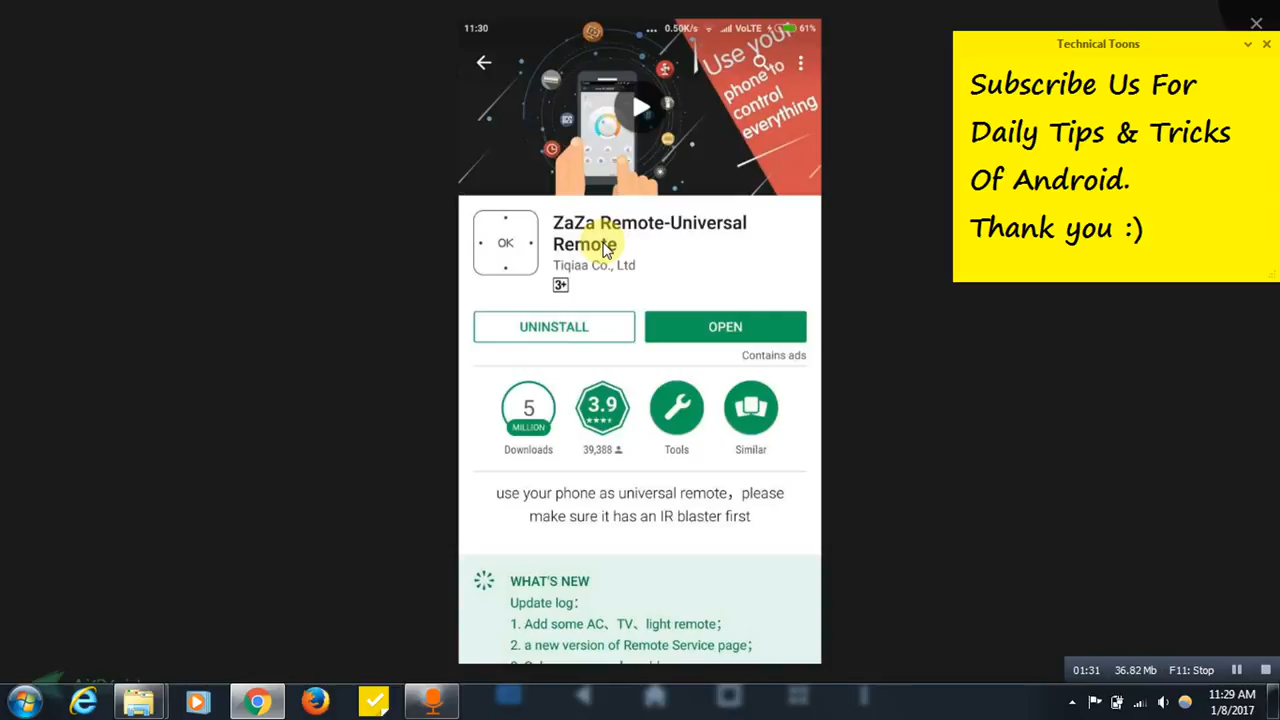 11:30
0.50K/s VoLTE 61%
Use your
phone to
control
everything
Technical Toons
Subscribe Us For
Daily Tips & Tricks
Of Android.
Thank you :)
OK
ZaZa Remote-Universal
Remote
Tiqiaa Co., Ltd
3+
UNINSTALL
OPEN
Contains ads
5
MILLION
3.9
Downloads
39,388
Tools
Similar
use your phone as universal remote，please
make sure it has an IR blaster first
WHAT'S NEW
Update log：
1. Add some AC、TV、light remote；
2. a new version of Remote Service page；
01:31 36.82 Mb F11: Stop
11:29 AM
1/8/2017